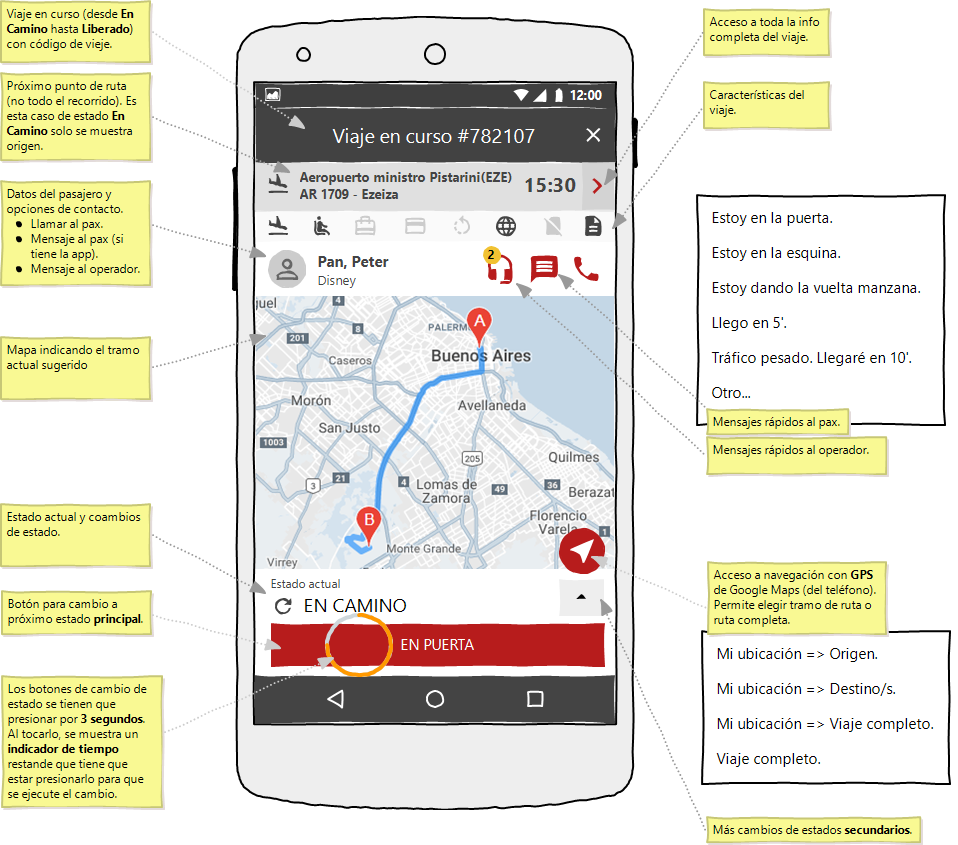 Viaje en curso (desde En
Camino hasta Liberado)
con código de vieje.
Próximo punto de ruta
(no todo el recorrido). Es
esta caso de estado En
Camino solo se muestra
origen.
Datos del pasajero y
opciones de contacto.
• Llamar al pax.
• Mensaje al pax (si
tiene la app).
• Mensaje al operador.
Mapa indicando el tramo
actual sugerido
Estado actual y coambios
de estado.
Botón para cambio a
próximo estado principal.
Los botones de cambio de
estado se tienen que
presionar por 3 segundos.
Al tocarlo, se muestra un
indicador de tiempo
restande que tiene que
estar presionarlo para que
se ejecute el cambio.
12:00
Viaje en curso #782107
Aeropuerto ministro Pistarini(EZE)
AR 1709 - Ezeiza
15:30
Pan, Peter
Disney
2
guel
201
4
8
PALERM
A
Buenos Aires
Caseros
Morón
Avellaneda
San Justo
1003
205
Quilmes
21
3
4
Lomas de
Zamora
49
36
Berazat
Florencio
Varela
1
B
Monte Grande
Virrey
Estado actual
EN CAMINO
EN PUERTA
Acceso a toda la info
completa del viaje.
Características del
viaje.
Estoy en la puerta.
Estoy en la esquina.
Estoy dando la vuelta manzana.
Llego en 5'.
Tráfico pesado. Llegaré en 10'.
Otro...
Mensajes rápidos al pax.
Mensajes rápidos al operador.
Acceso a navegación con GPS
de Google Maps (del teléfono).
Permite elegir tramo de ruta o
ruta completa.
Mi ubicación => Origen.
Mi ubicación => Destino/s.
Mi ubicación => Viaje completo.
Viaje completo.
Más cambios de estados secundarios.